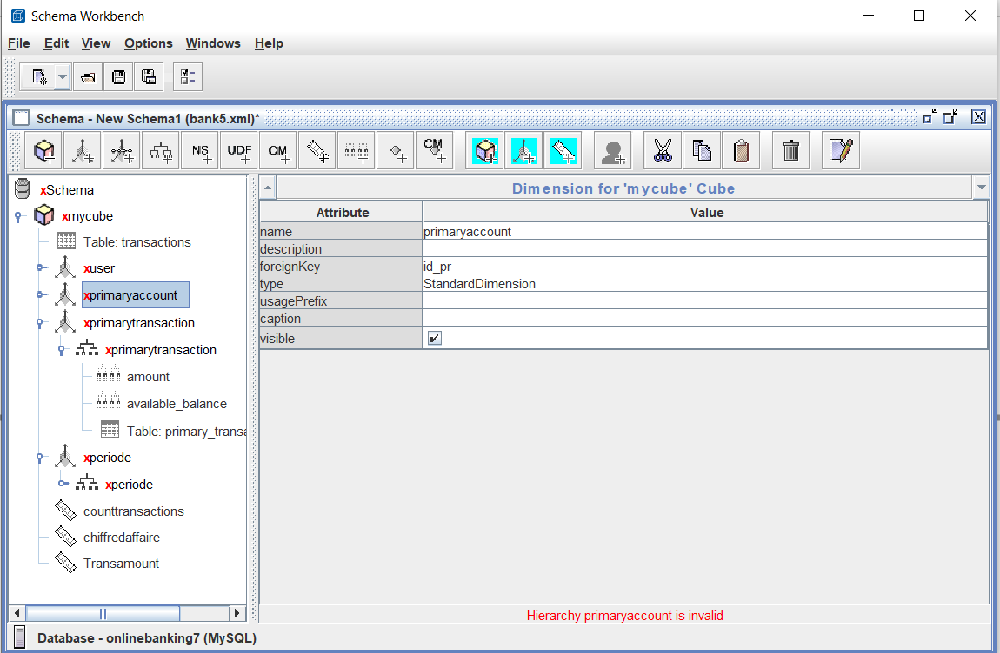 Schema Workbench
File Edit View Options Windows Help
Schema - New Schema1 (bank5.xml)*
NS UDF CM CM
xSchema
xmycube
Table: transactions
xuser
xprimaryaccount
xprimarytransaction
xprimarytransaction
amount
available_balance
Table: primary_transa
xperiode
xperiode
counttransactions
chiffredaffaire
Transamount
Dimension for 'mycube' Cube
Attribute Value
name primaryaccount
description
foreignKey id_pr
type StandardDimension
usagePrefix
caption
visible
Hierarchy primaryaccount is invalid
Database - onlinebanking7 (MySQL)